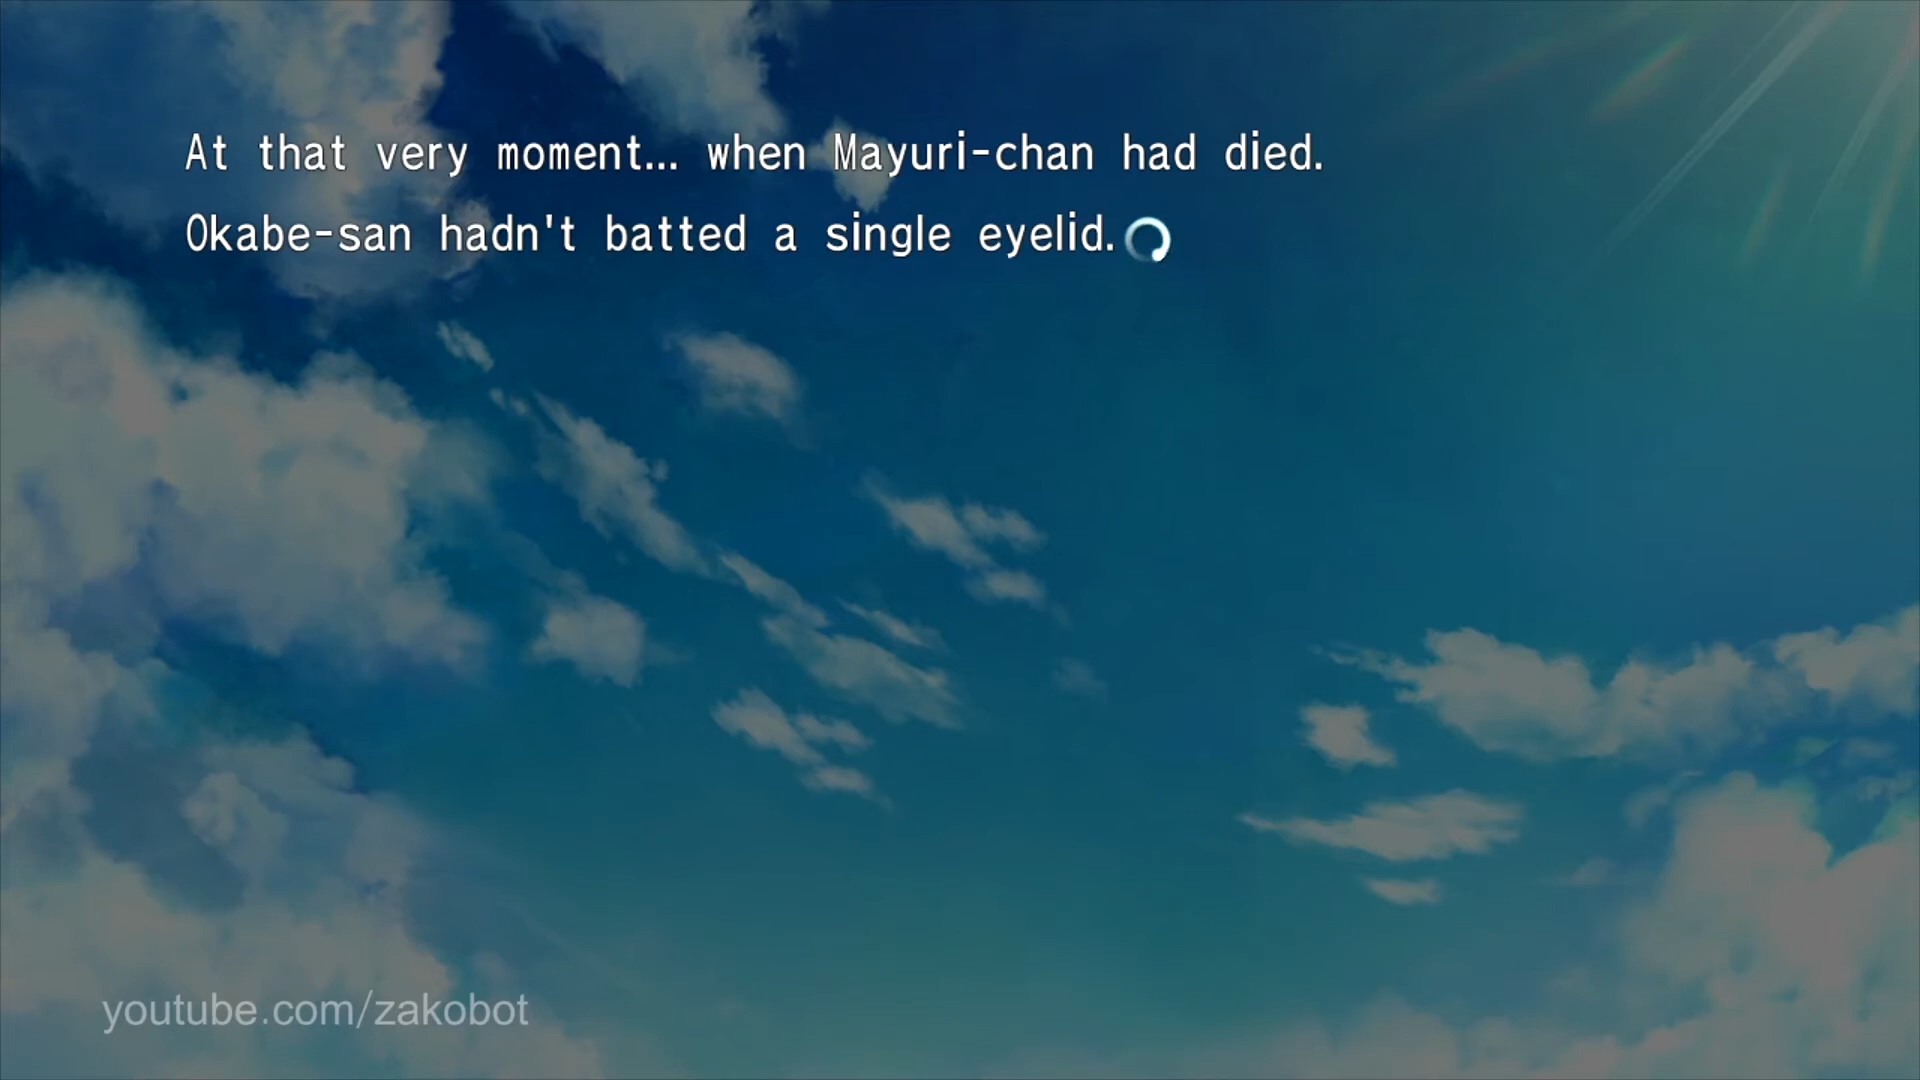 At that very moment... when Mayuri-chan had died.
Okabe-san hadn't batted a single eyelid.
youtube.com/zakobot